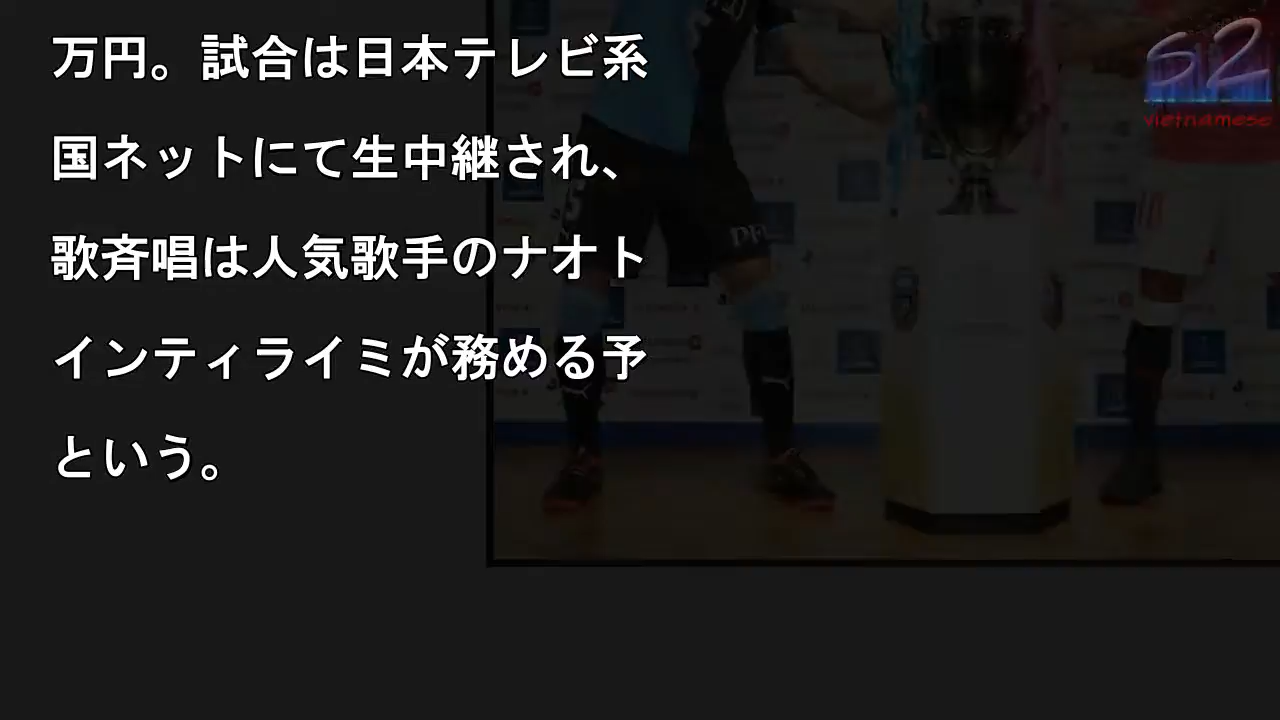 万円。試合は日本テレビ系
国ネットにて生中継され、
歌斉唱は人気歌手のナオト
インティライミが務める予
という。
S2
vietnamese